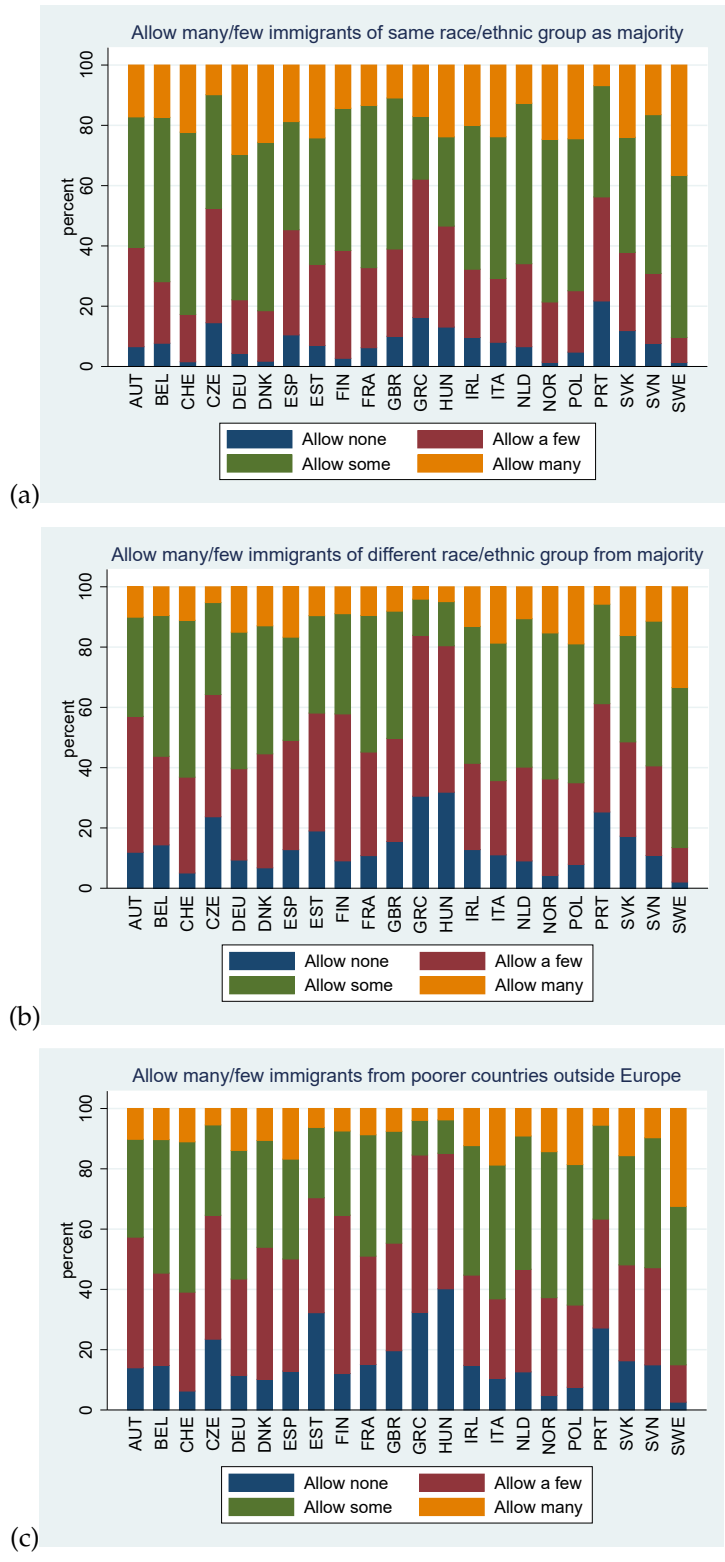 Allow many/few immigrants of same race/ethnic group as majority
100
80
60
40
20
0
percent
AUT BEL CHE CZE DEU DNK ESP EST FIN FRA GBR GRC HUN IRL ITA NLD NOR POL PRT SVK SVN SWE
Allow none Allow a few
Allow some Allow many
(a)
Allow many/few immigrants of different race/ethnic group from majority
100
80
60
40
20
0
percent
AUT BEL CHE CZE DEU DNK ESP EST FIN FRA GBR GRC HUN IRL ITA NLD NOR POL PRT SVK SVN SWE
Allow none Allow a few
Allow some Allow many
(b)
Allow many/few immigrants from poorer countries outside Europe
100
80
60
40
20
0
percent
AUT BEL CHE CZE DEU DNK ESP EST FIN FRA GBR GRC HUN IRL ITA NLD NOR POL PRT SVK SVN SWE
Allow none Allow a few
Allow some Allow many
(c)